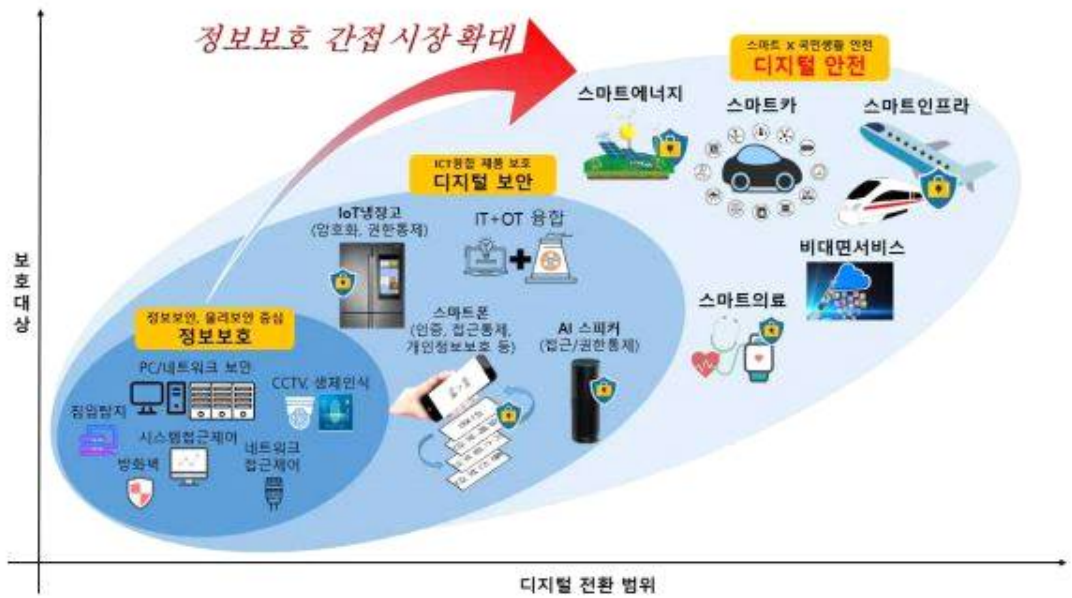 정보보호 간접시장 확대
스마트 X 국민생활 안전
디지털 안전
스마트에너지
스마트카
스마트인프라
ICT융합 제품 보호
디지털 보안
IoT냉장고
(암호화, 권한통제)
IT+OT 융합
비대면서비스
스마트의료
정보보안, 물리보안 중심
정보보호
스마트폰
(인증, 접근통제,
개인정보보호 등)
AI 스피커
(접근/권한통제)
PC/네트워크 보안
CCTV, 생체인식
침입탐지
시스템접근제어
방화벽
네트워크
접근제어
보호대상
디지털 전환 범위